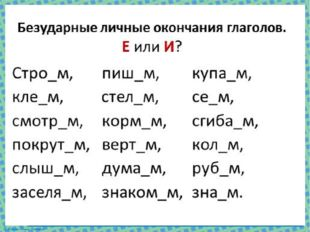 Безударные личные окончания глаголов.
Е или И?
Стро_м, пиш_м, купа_м,
кле_м, стел_м, се_м,
смотр_м, корм_м, сгиба_м,
покрут_м, верт_м, кол_м,
слыш_м, дума_м, руб_м,
заселя_м, знаком_м, зна_м.